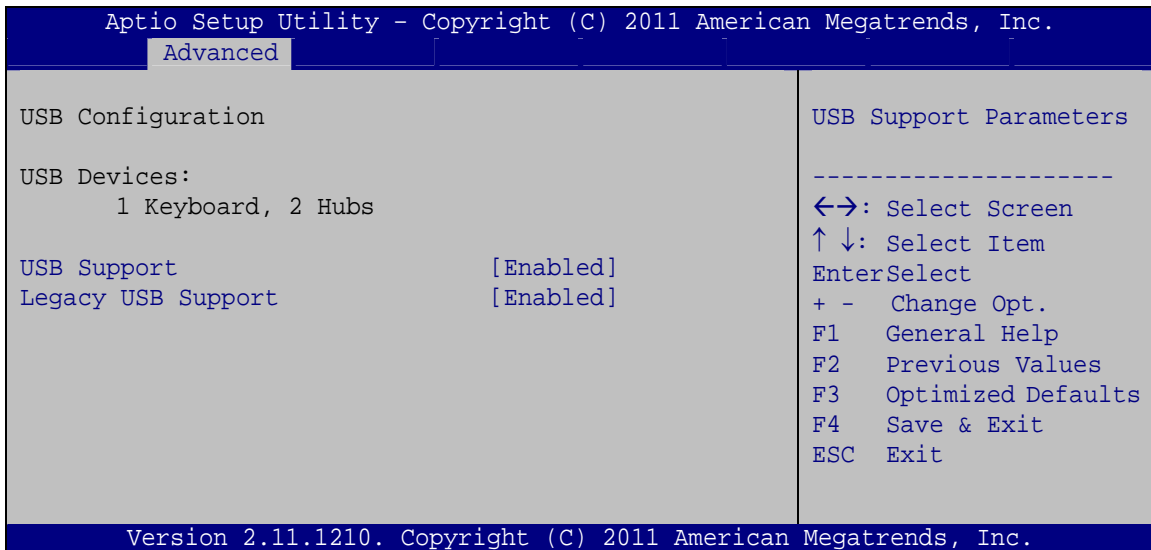 Aptio Setup Utility – Copyright (C) 2011 American Megatrends, Inc.
Advanced
USB Configuration
USB Devices:
1 Keyboard, 2 Hubs
USB Support [Enabled]
Legacy USB Support [Enabled]
USB Support Parameters
---------------------
←→: Select Screen
↑ ↓: Select Item
EnterSelect
+ - Change Opt.
F1 General Help
F2 Previous Values
F3 Optimized Defaults
F4 Save & Exit
ESC Exit
Version 2.11.1210. Copyright (C) 2011 American Megatrends, Inc.